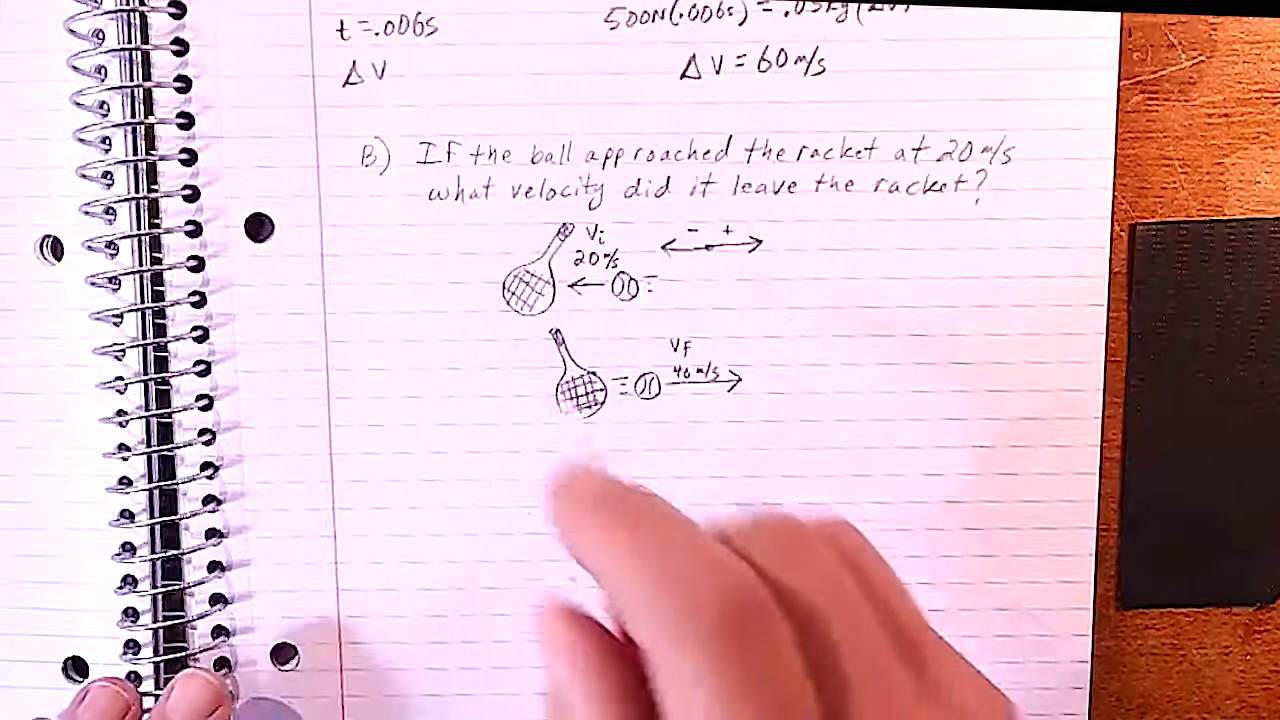 t = .006s
500N(.006s) = .05kg(ΔV)
ΔV
ΔV = 60 m/s
B) If the ball approached the racket at 20 m/s
what velocity did it leave the racket?
Vi
- +
20 m/s
VF
40 m/s